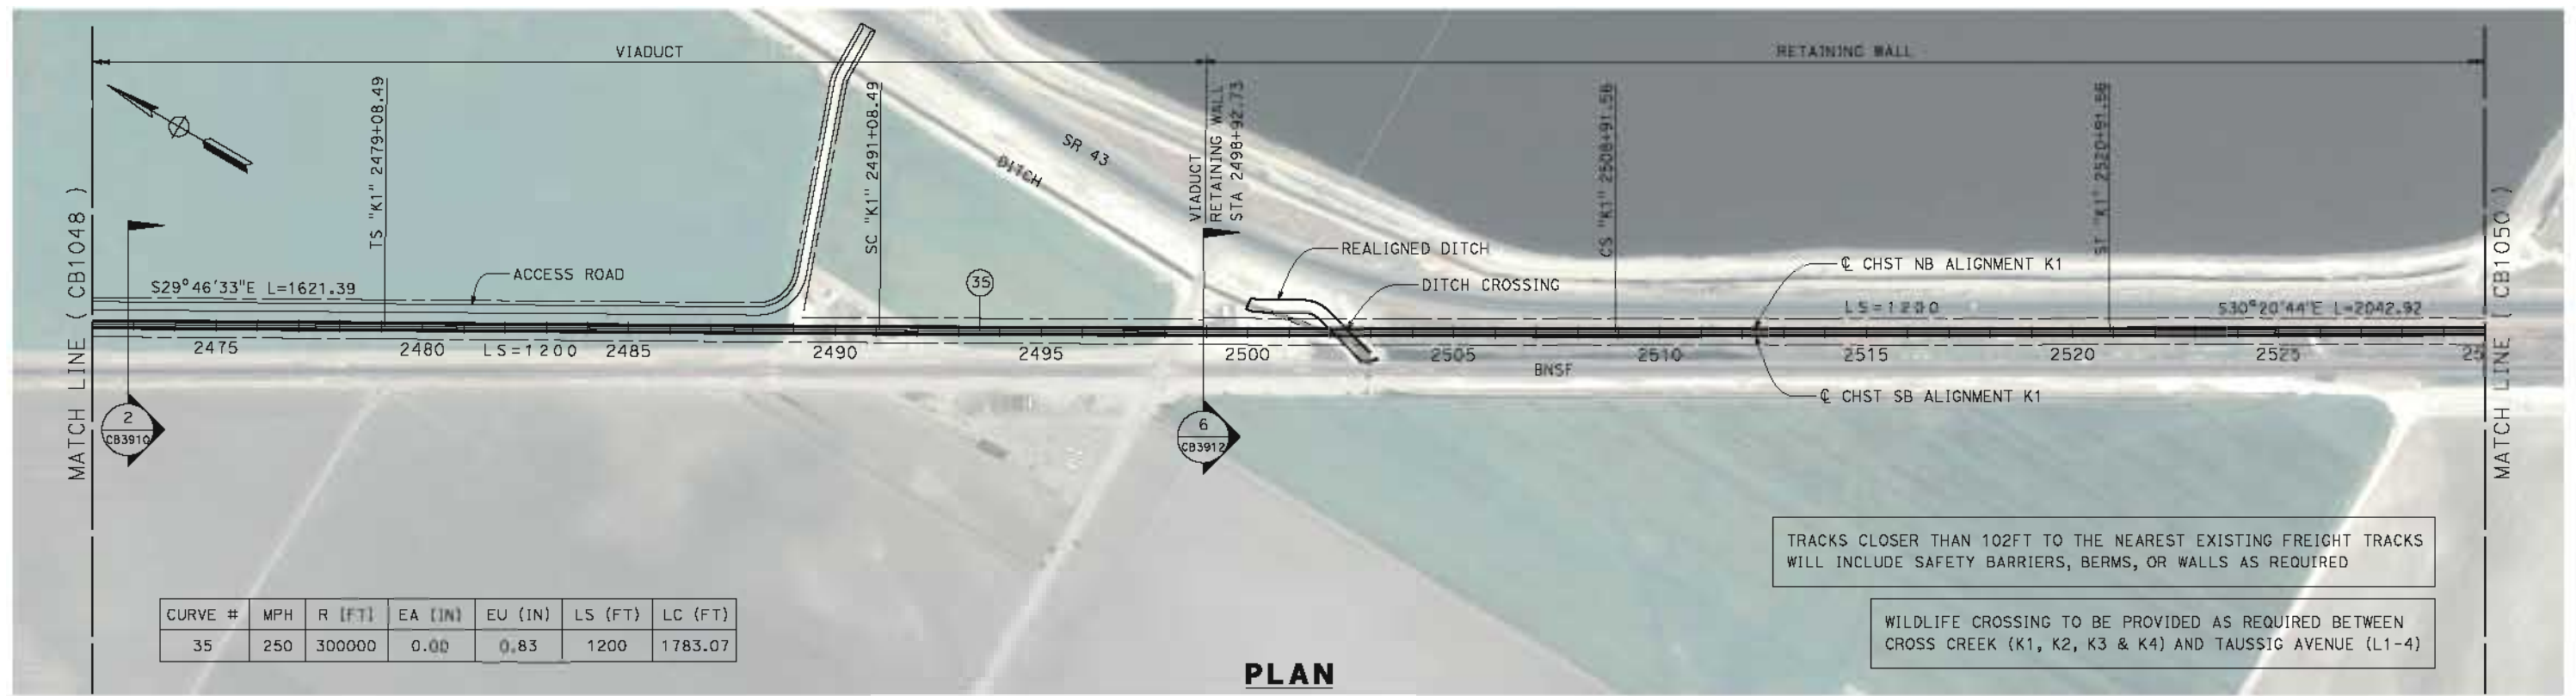 VIADUCT
RETAINING WALL
TS "K1" 2479+08.49
SC "K1" 2491+08.49
VIADUCT
RETAINING WALL
STA 2498+92.73
CS "K1" 2508+91.56
ST "K1" 2520+91.56
SR 43
DITCH
MATCH LINE ( CB1048 )
S29°46'33"E L=1621.39
ACCESS ROAD
35
REALIGNED DITCH
DITCH CROSSING
℄ CHST NB ALIGNMENT K1
LS=1200
S30°20'44"E L=2042.92
MATCH LINE ( CB1050 )
2475
2480
LS=1200
2485
2490
2495
2500
2505
2510
2515
2520
2525
25
BNSF
℄ CHST SB ALIGNMENT K1
2
CB3910
6
CB3912
TRACKS CLOSER THAN 102FT TO THE NEAREST EXISTING FREIGHT TRACKS
WILL INCLUDE SAFETY BARRIERS, BERMS, OR WALLS AS REQUIRED
WILDLIFE CROSSING TO BE PROVIDED AS REQUIRED BETWEEN
CROSS CREEK (K1, K2, K3 & K4) AND TAUSSIG AVENUE (L1-4)
CURVE # MPH R (FT) EA (IN) EU (IN) LS (FT) LC (FT)
35 250 300000 0.00 0.83 1200 1783.07
PLAN